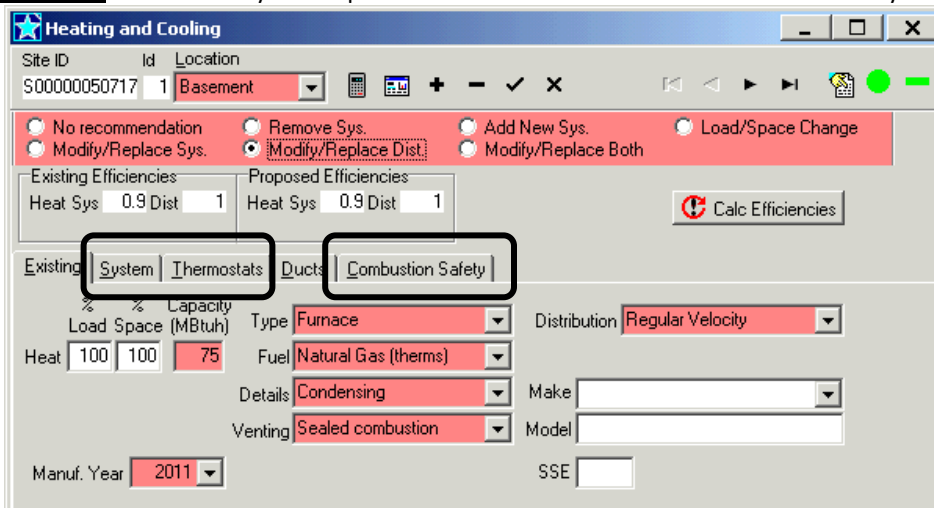 Heating and Cooling
Site ID Id Location
S00000050717 1 Basement
No recommendation Remove Sys. Add New Sys. Load/Space Change
Modify/Replace Sys. Modify/Replace Dist. Modify/Replace Both
Existing Efficiencies Proposed Efficiencies
Heat Sys 0.9 Dist 1 Heat Sys 0.9 Dist 1 Calc Efficiencies
Existing System Thermostats Ducts Combustion Safety
% % Capacity
Load Space (MBtuh) Type Furnace Distribution Regular Velocity
Heat 100 100 75 Fuel Natural Gas (therms)
Details Condensing Make
Venting Sealed combustion Model
Manuf. Year 2011 SSE